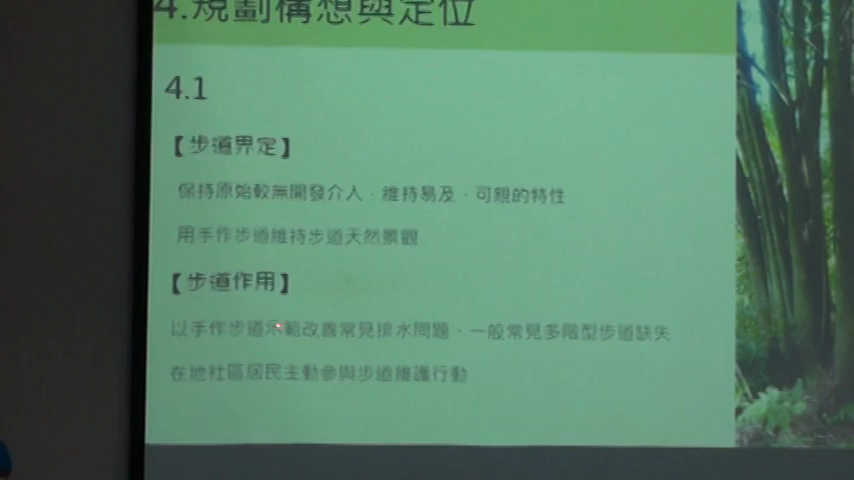 4.規劃構想與定位
4.1
【步道界定】
保持原始較無開發介入，維持易及、可親的特性
用手作步道維持步道天然景觀
【步道作用】
以手作步道示範改善常見排水問題、一般常見多階型步道缺失
在地社區居民主動參與步道維護行動